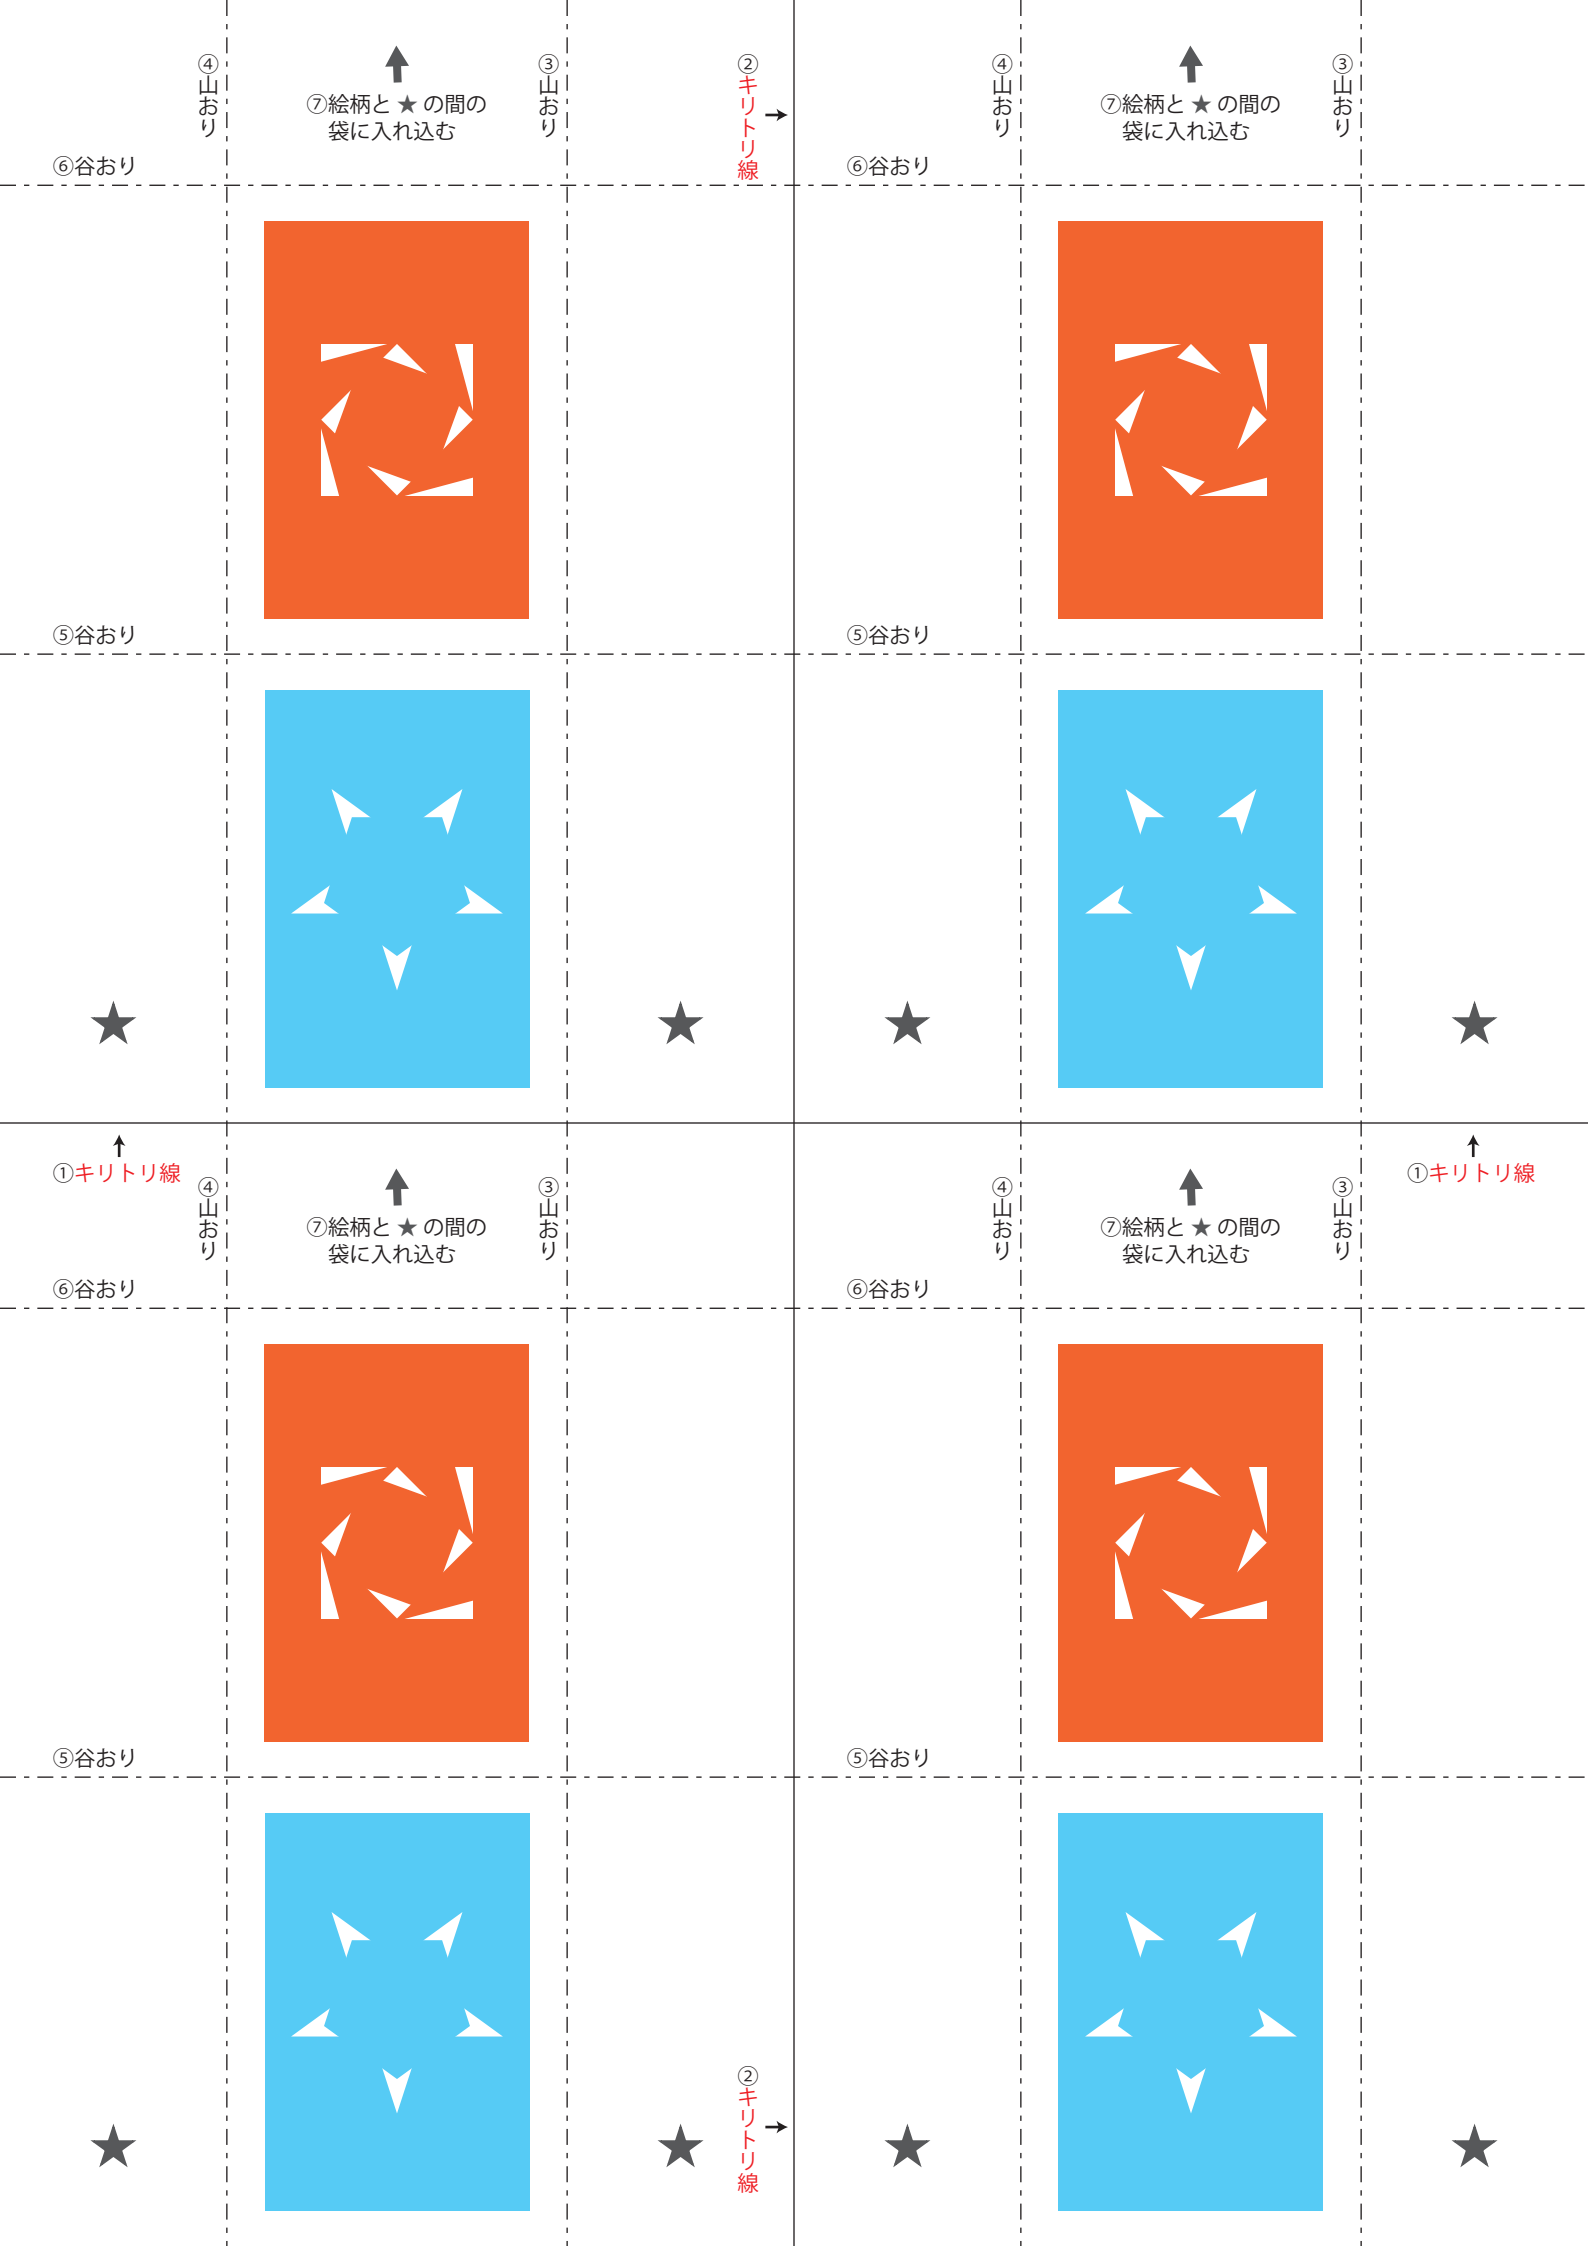 ④山おり
⑦絵柄と★の間の
袋に入れ込む
③山おり
②キリトリ線
⑥谷おり
④山おり
⑦絵柄と★の間の
袋に入れ込む
③山おり
⑥谷おり
⑤谷おり
⑤谷おり
①キリトリ線
④山おり
⑦絵柄と★の間の
袋に入れ込む
③山おり
⑥谷おり
④山おり
⑦絵柄と★の間の
袋に入れ込む
③山おり
①キリトリ線
⑥谷おり
⑤谷おり
⑤谷おり
②キリトリ線